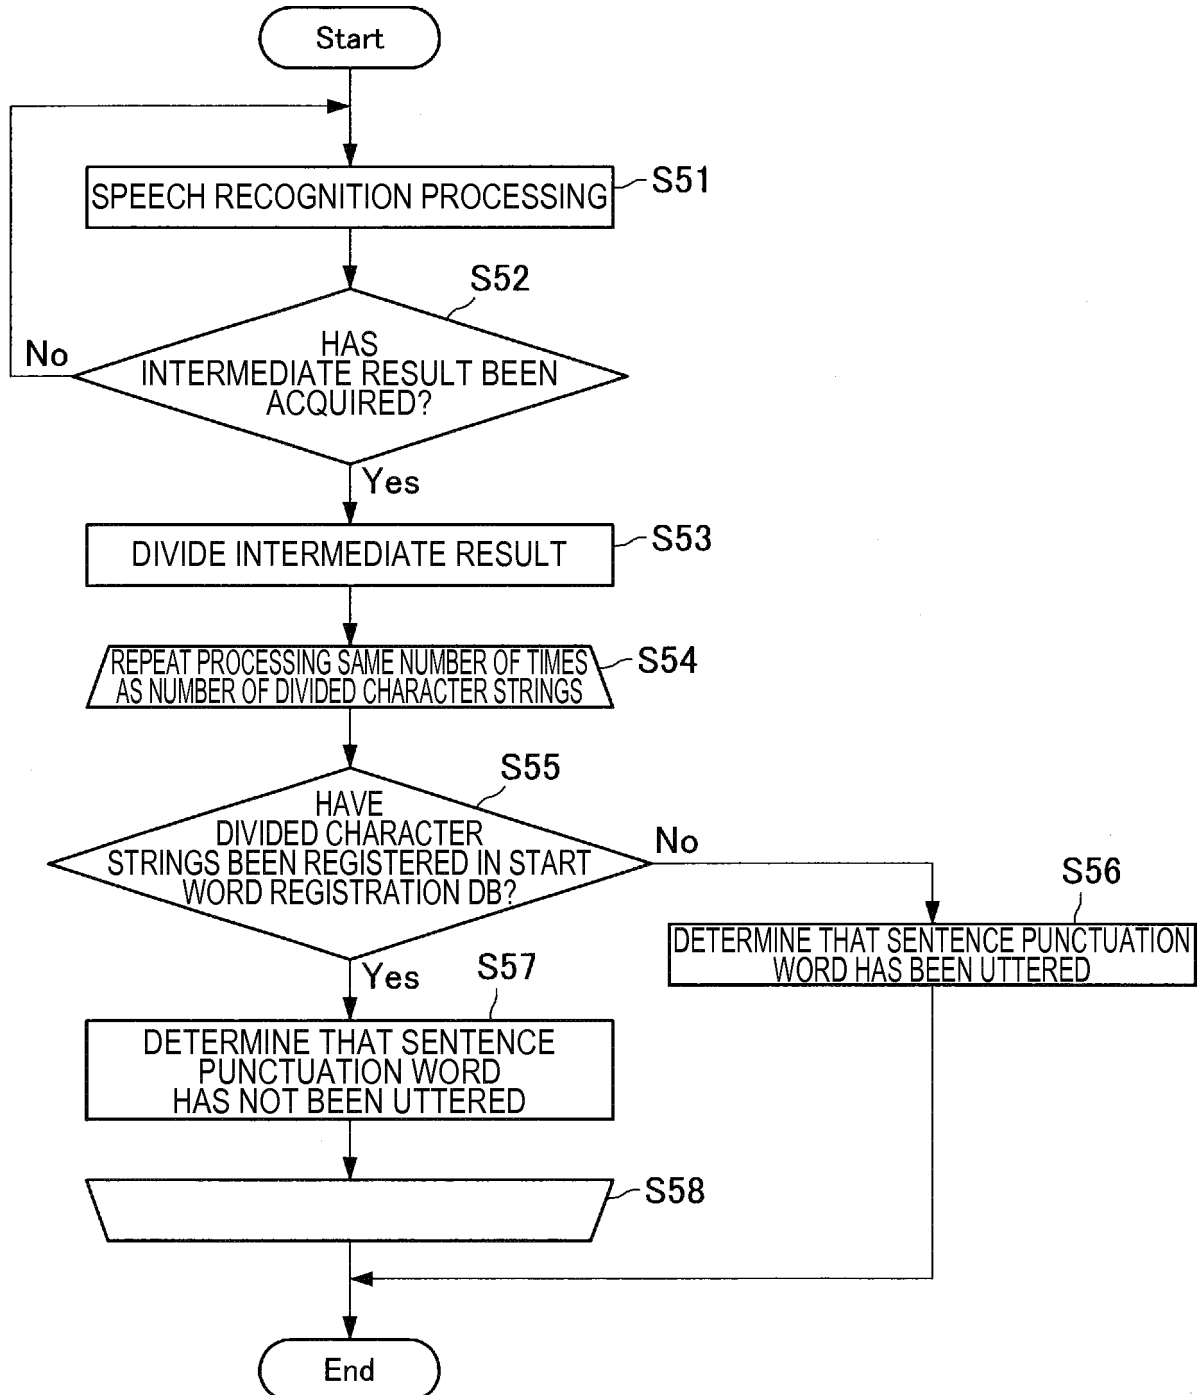 Start
SPEECH RECOGNITION PROCESSING
S51
S52
HAS
INTERMEDIATE RESULT BEEN
ACQUIRED?
No
Yes
DIVIDE INTERMEDIATE RESULT
S53
REPEAT PROCESSING SAME NUMBER OF TIMES
AS NUMBER OF DIVIDED CHARACTER STRINGS
S54
S55
HAVE
DIVIDED CHARACTER
STRINGS BEEN REGISTERED IN START
WORD REGISTRATION DB?
No
S56
DETERMINE THAT SENTENCE PUNCTUATION
WORD HAS BEEN UTTERED
Yes
S57
DETERMINE THAT SENTENCE
PUNCTUATION WORD
HAS NOT BEEN UTTERED
S58
End